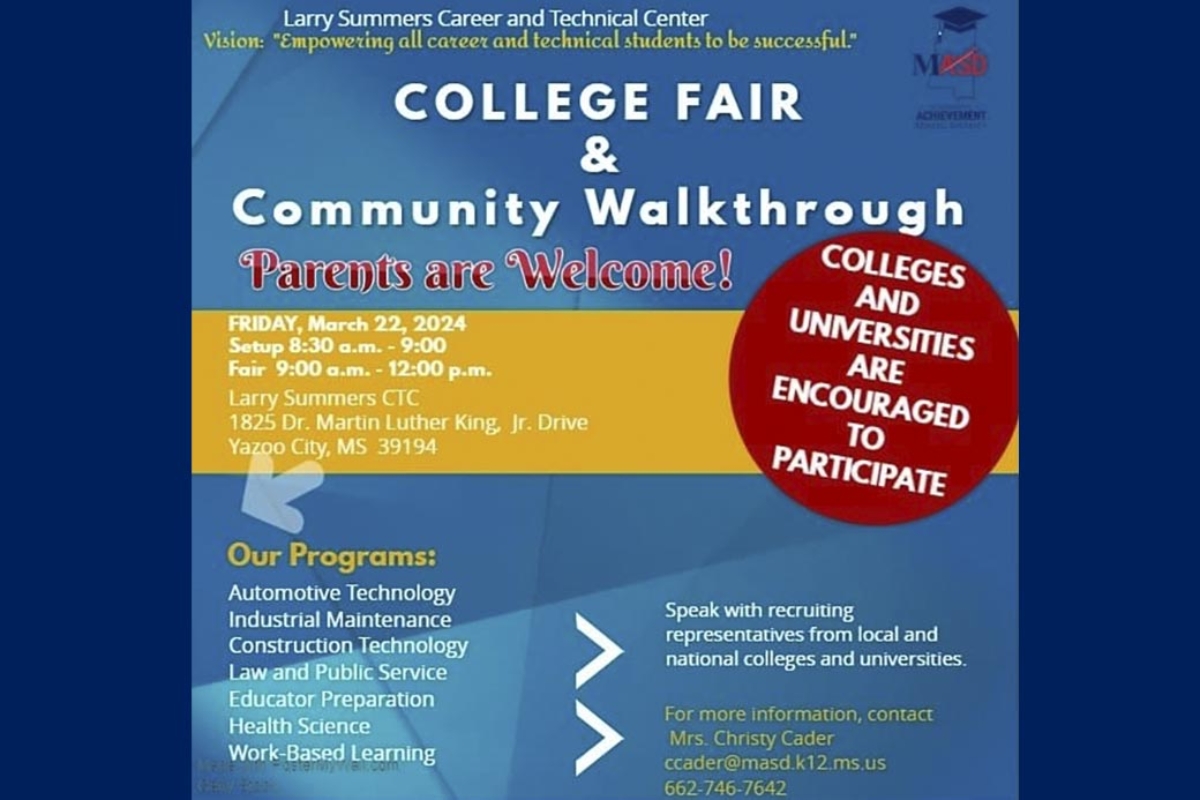 Larry Summers Career and Technical Center
Vision: "Empowering all career and technical students to be successful."
MASD
ACHIEVEMENT
COLLEGE FAIR
&
Community Walkthrough
Parents are Welcome!
COLLEGES
AND
UNIVERSITIES
ARE
ENCOURAGED
TO
PARTICIPATE
FRIDAY, March 22, 2024
Setup 8:30 a.m. - 9:00
Fair 9:00 a.m. - 12:00 p.m.
Larry Summers CTC
1825 Dr. Martin Luther King, Jr. Drive
Yazoo City, MS 39194
Our Programs:
Automotive Technology
Industrial Maintenance
Construction Technology
Law and Public Service
Educator Preparation
Health Science
Work-Based Learning
Speak with recruiting
representatives from local and
national colleges and universities.
For more information, contact
Mrs. Christy Cader
ccader@masd.k12.ms.us
662-746-7642